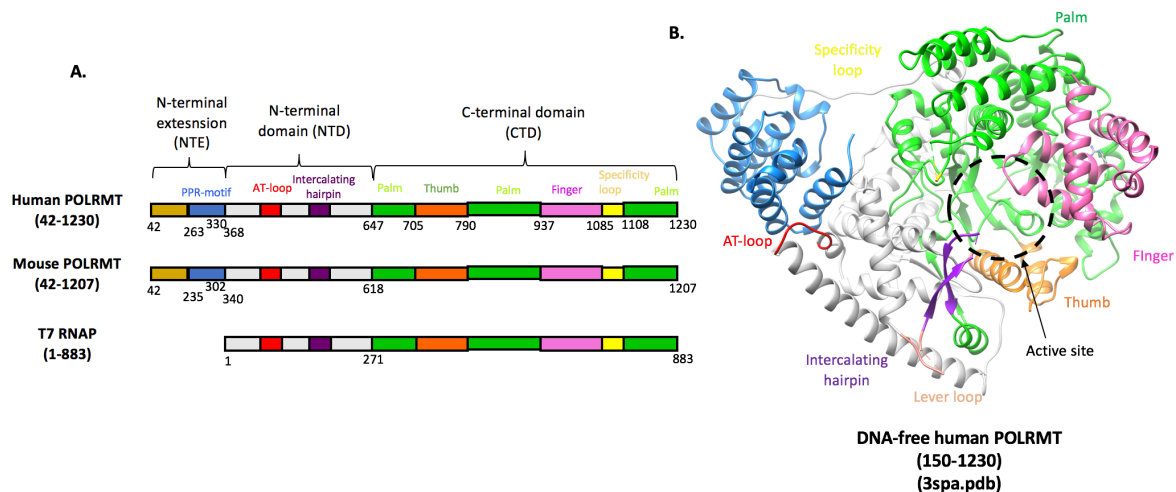 A.
N-terminal
extesnsion
(NTE)
N-terminal
domain (NTD)
C-terminal domain
(CTD)
PPR-motif
AT-loop
Intercalating
hairpin
Palm
Thumb
Palm
Finger
Specificity
loop
Palm
Human POLRMT
(42-1230)
42
263
330
368
647
705
790
937
1085
1108
1230
Mouse POLRMT
(42-1207)
42
235
302
340
618
1207
T7 RNAP
(1-883)
1
271
883
B.
Specificity
loop
Palm
AT-loop
FInger
Thumb
Active site
Intercalating
hairpin
Lever loop
DNA-free human POLRMT
(150-1230)
(3spa.pdb)